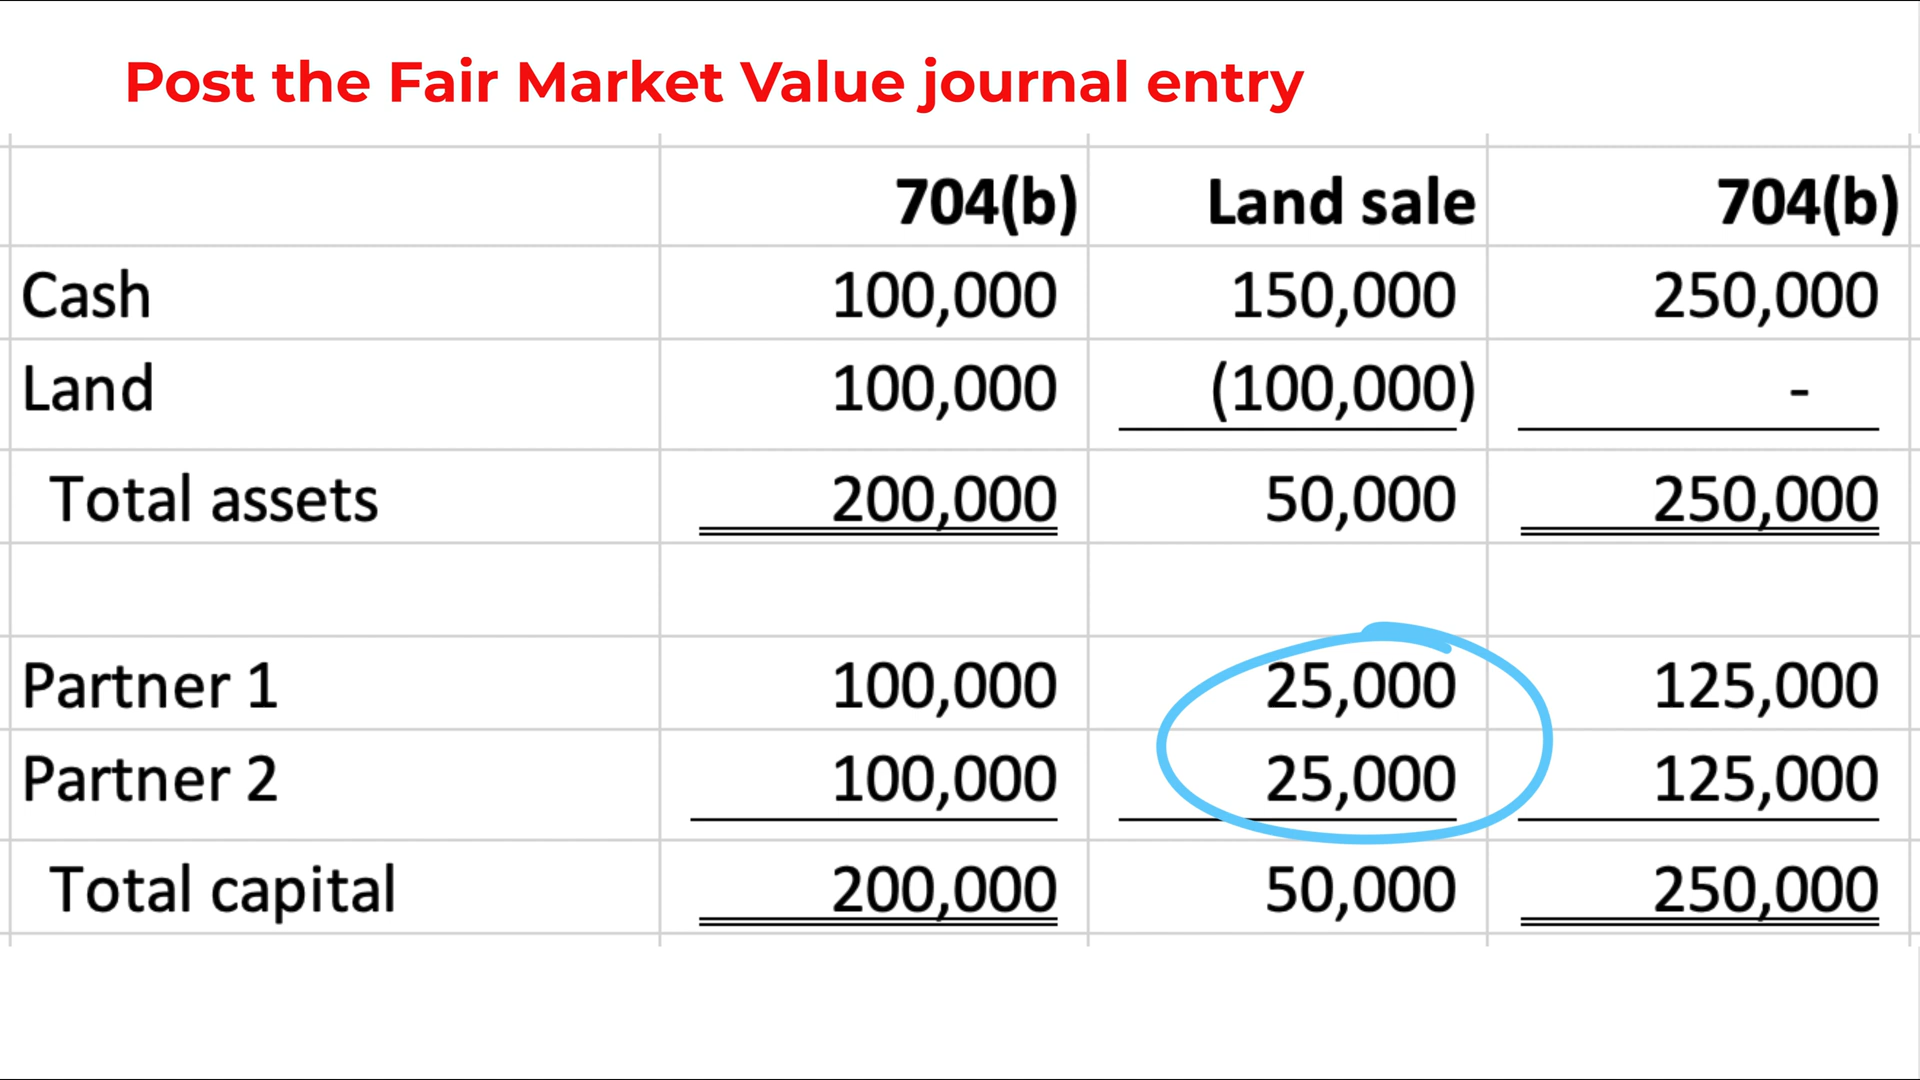 Post the Fair Market Value journal entry
704(b) Land sale 704(b)
Cash 100,000 150,000 250,000
Land 100,000 (100,000) -
Total assets 200,000 50,000 250,000
Partner 1 100,000 25,000 125,000
Partner 2 100,000 25,000 125,000
Total capital 200,000 50,000 250,000